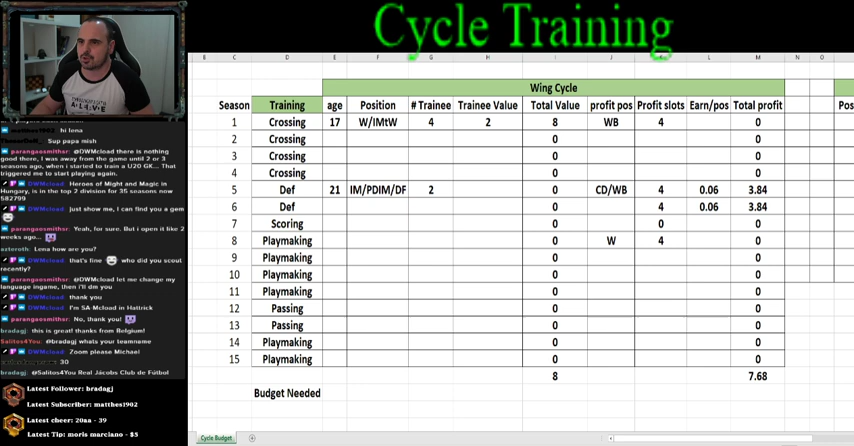 Cycle Training
B C D E F G H I J K L M N O
Wing Cycle
Season Training age Position # Trainee Trainee Value Total Value profit pos Profit slots Earn/pos Total profit Pos
1 Crossing 17 W/IMtW 4 2 8 WB 4 0
2 Crossing 0 0
3 Crossing 0 0
4 Crossing 0 0
5 Def 21 IM/PDIM/DF 2 0 CD/WB 4 0.06 3.84
6 Def 0 4 0.06 3.84
7 Scoring 0 0 0
8 Playmaking 0 W 4 0
9 Playmaking 0 0
10 Playmaking 0 0
11 Playmaking 0 0
12 Passing 0 0
13 Passing 0 0
14 Playmaking 0 0
15 Playmaking 0 0
8 7.68
Budget Needed
Cycle Budget
matthes1902 hi lena
Sup papa mish
parangaosmithsr: @DWMcload there is nothing
good there, I was away from the game until 2 or 3
seasons ago, when i started to train a U20 GK... That
triggered me to start playing again.
DWMcload: Heroes of Might and Magic in
Hungary, is in the top 2 division for 35 seasons now
582799
DWMcload: just show me, I can find you a gem
parangaosmithsr: Yeah, for sure. But i open it like 2
weeks ago...
azteroth: Lena how are you?
DWMcload: that's fine who did you scout
recently?
parangaosmithsr: @DWMcload let me change my
language ingame, then i'll dm you
DWMcload: thank you
DWMcload: I'm SA-Mcload in Hattrick
parangaosmithsr: No, thank you!
bradagj: this is great! thanks from Belgium!
Salitos4You: @bradagj whats your teamname
DWMcload: Zoom please Michael
30
bradagj: @Salitos4You Real Jácobs Club de Fútbol
Latest Follower: bradagj
Latest Subscriber: matthes1902
Latest cheer: 20aa - 39
Latest Tip: moris marciano - $5